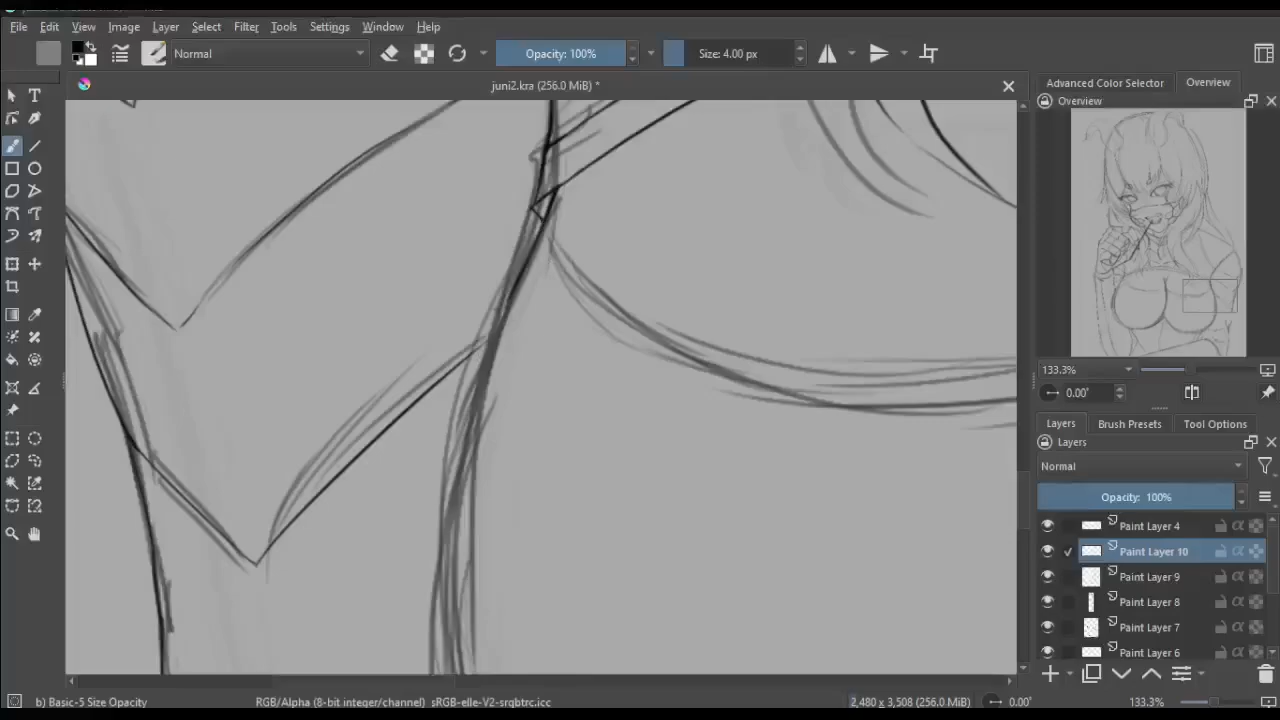 File Edit View Image Layer Select Filter Tools Settings Window Help
Normal Opacity: 100% Size: 4.00 px
juni2.kra (256.0 MiB) *
Advanced Color Selector Overview
Overview
133.3%
0.00°
Layers Brush Presets Tool Options
Layers
Normal
Opacity: 100%
Paint Layer 4
Paint Layer 10
Paint Layer 9
Paint Layer 8
Paint Layer 7
Paint Layer 6
b) Basic-5 Size Opacity RGB/Alpha (8-bit integer/channel) sRGB-elle-V2-srqbtrc.icc 2,480 x 3,508 (256.0 MiB) 0.00° 133.3%